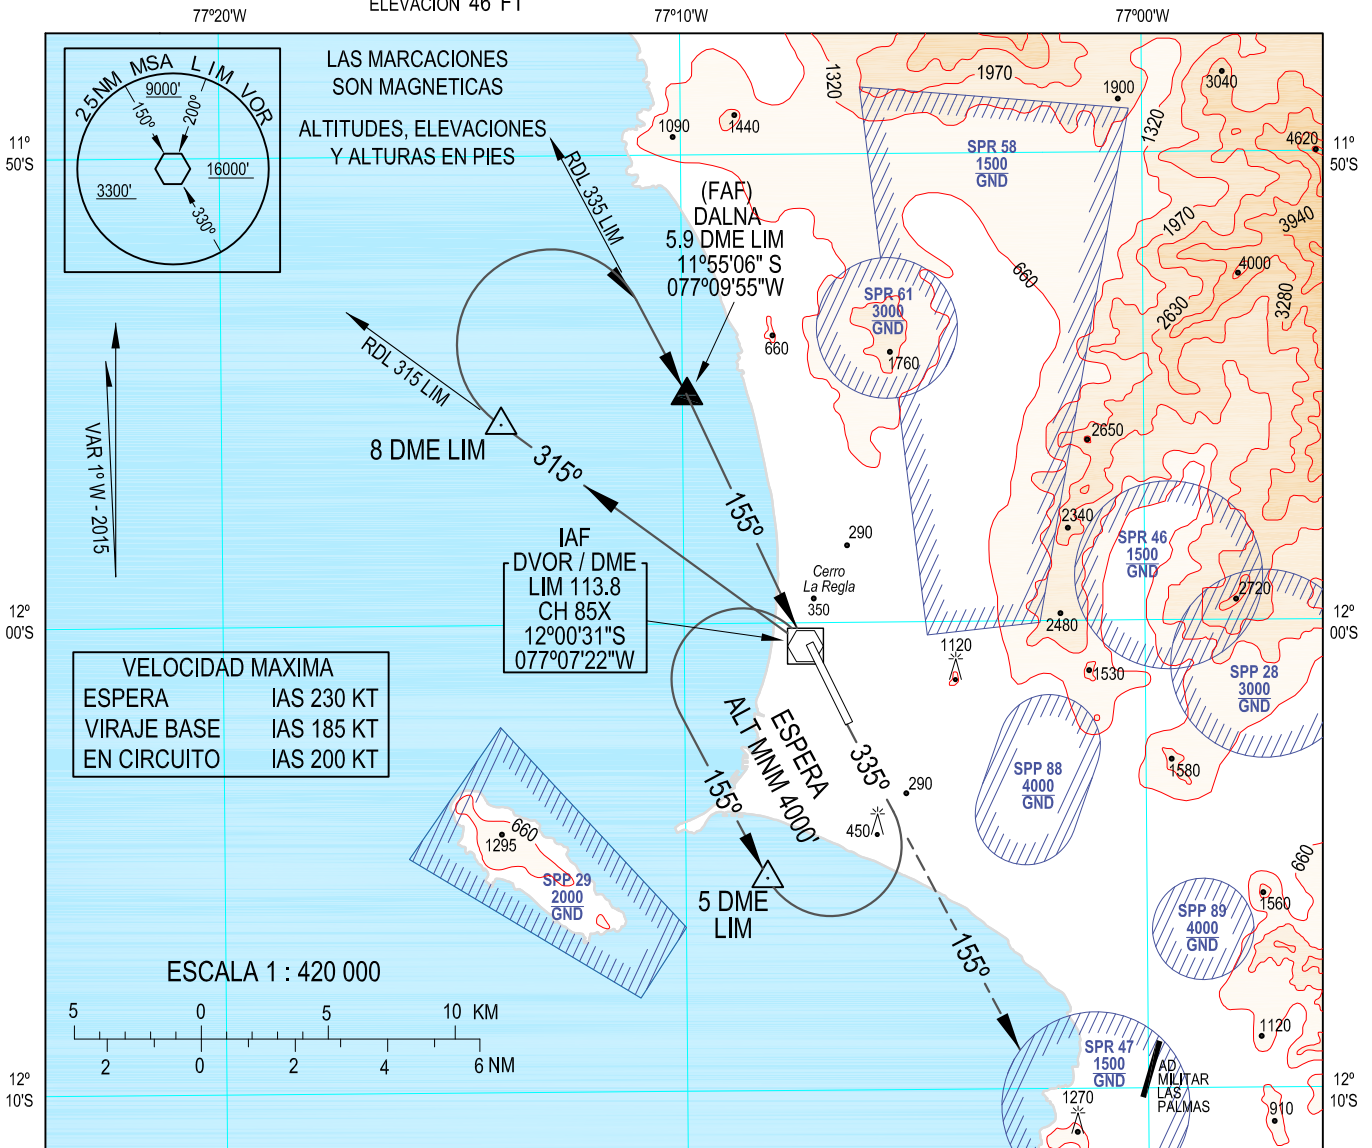 ELEVACION 46 FT
77º20'W
77º10'W
77º00'W
25NM MSA LIM VOR
9000'
150º
200º
16000'
3300'
330º
LAS MARCACIONES
SON MAGNETICAS
ALTITUDES, ELEVACIONES
Y ALTURAS EN PIES
11º
50'S
11º
50'S
1320
1970
1900
3040
1090
1440
1320
4620
SPR 58
1500
GND
RDL 335 LIM
(FAF)
DALNA
5.9 DME LIM
11º55'06" S
077º09'55"W
1970
3940
4000
660
3280
2630
SPR 61
3000
GND
1760
660
RDL 315 LIM
VAR 1º W - 2015
8 DME LIM
315º
155º
2650
2340
SPR 46
1500
GND
2720
290
Cerro
La Regla
350
IAF
DVOR / DME
LIM 113.8
CH 85X
12º00'31"S
077º07'22"W
12º
00'S
12º
00'S
2480
1120
1530
SPP 28
3000
GND
VELOCIDAD MAXIMA
ESPERA IAS 230 KT
VIRAJE BASE IAS 185 KT
EN CIRCUITO IAS 200 KT
ESPERA
ALT MNM 4000'
335º
155º
290
450
SPP 88
4000
GND
1580
660
1295
SPP 29
2000
GND
5 DME
LIM
660
1560
SPP 89
4000
GND
155º
ESCALA 1 : 420 000
5 0 5 10 KM
2 0 2 4 6 NM
1120
SPR 47
1500
GND
AD
MILITAR
LAS
PALMAS
1270
910
12º
10'S
12º
10'S